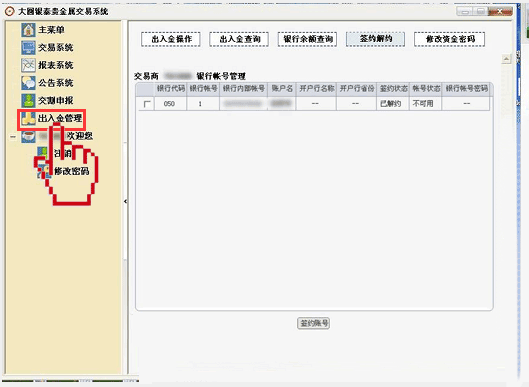 大圆银泰贵金属交易系统
主菜单
交易系统
报表系统
公告系统
交割申报
出入金管理
欢迎您
注销
修改密码
出入金操作 出入金查询 银行余额查询 签约解约 修改资金密码
交易商 银行帐号管理
银行代码 银行帐号 银行内部帐号 账户名 开户行名称 开户行省份 签约状态 帐号状态 银行帐号密码
050 1 -- -- 已解约 不可用 --
签约账号